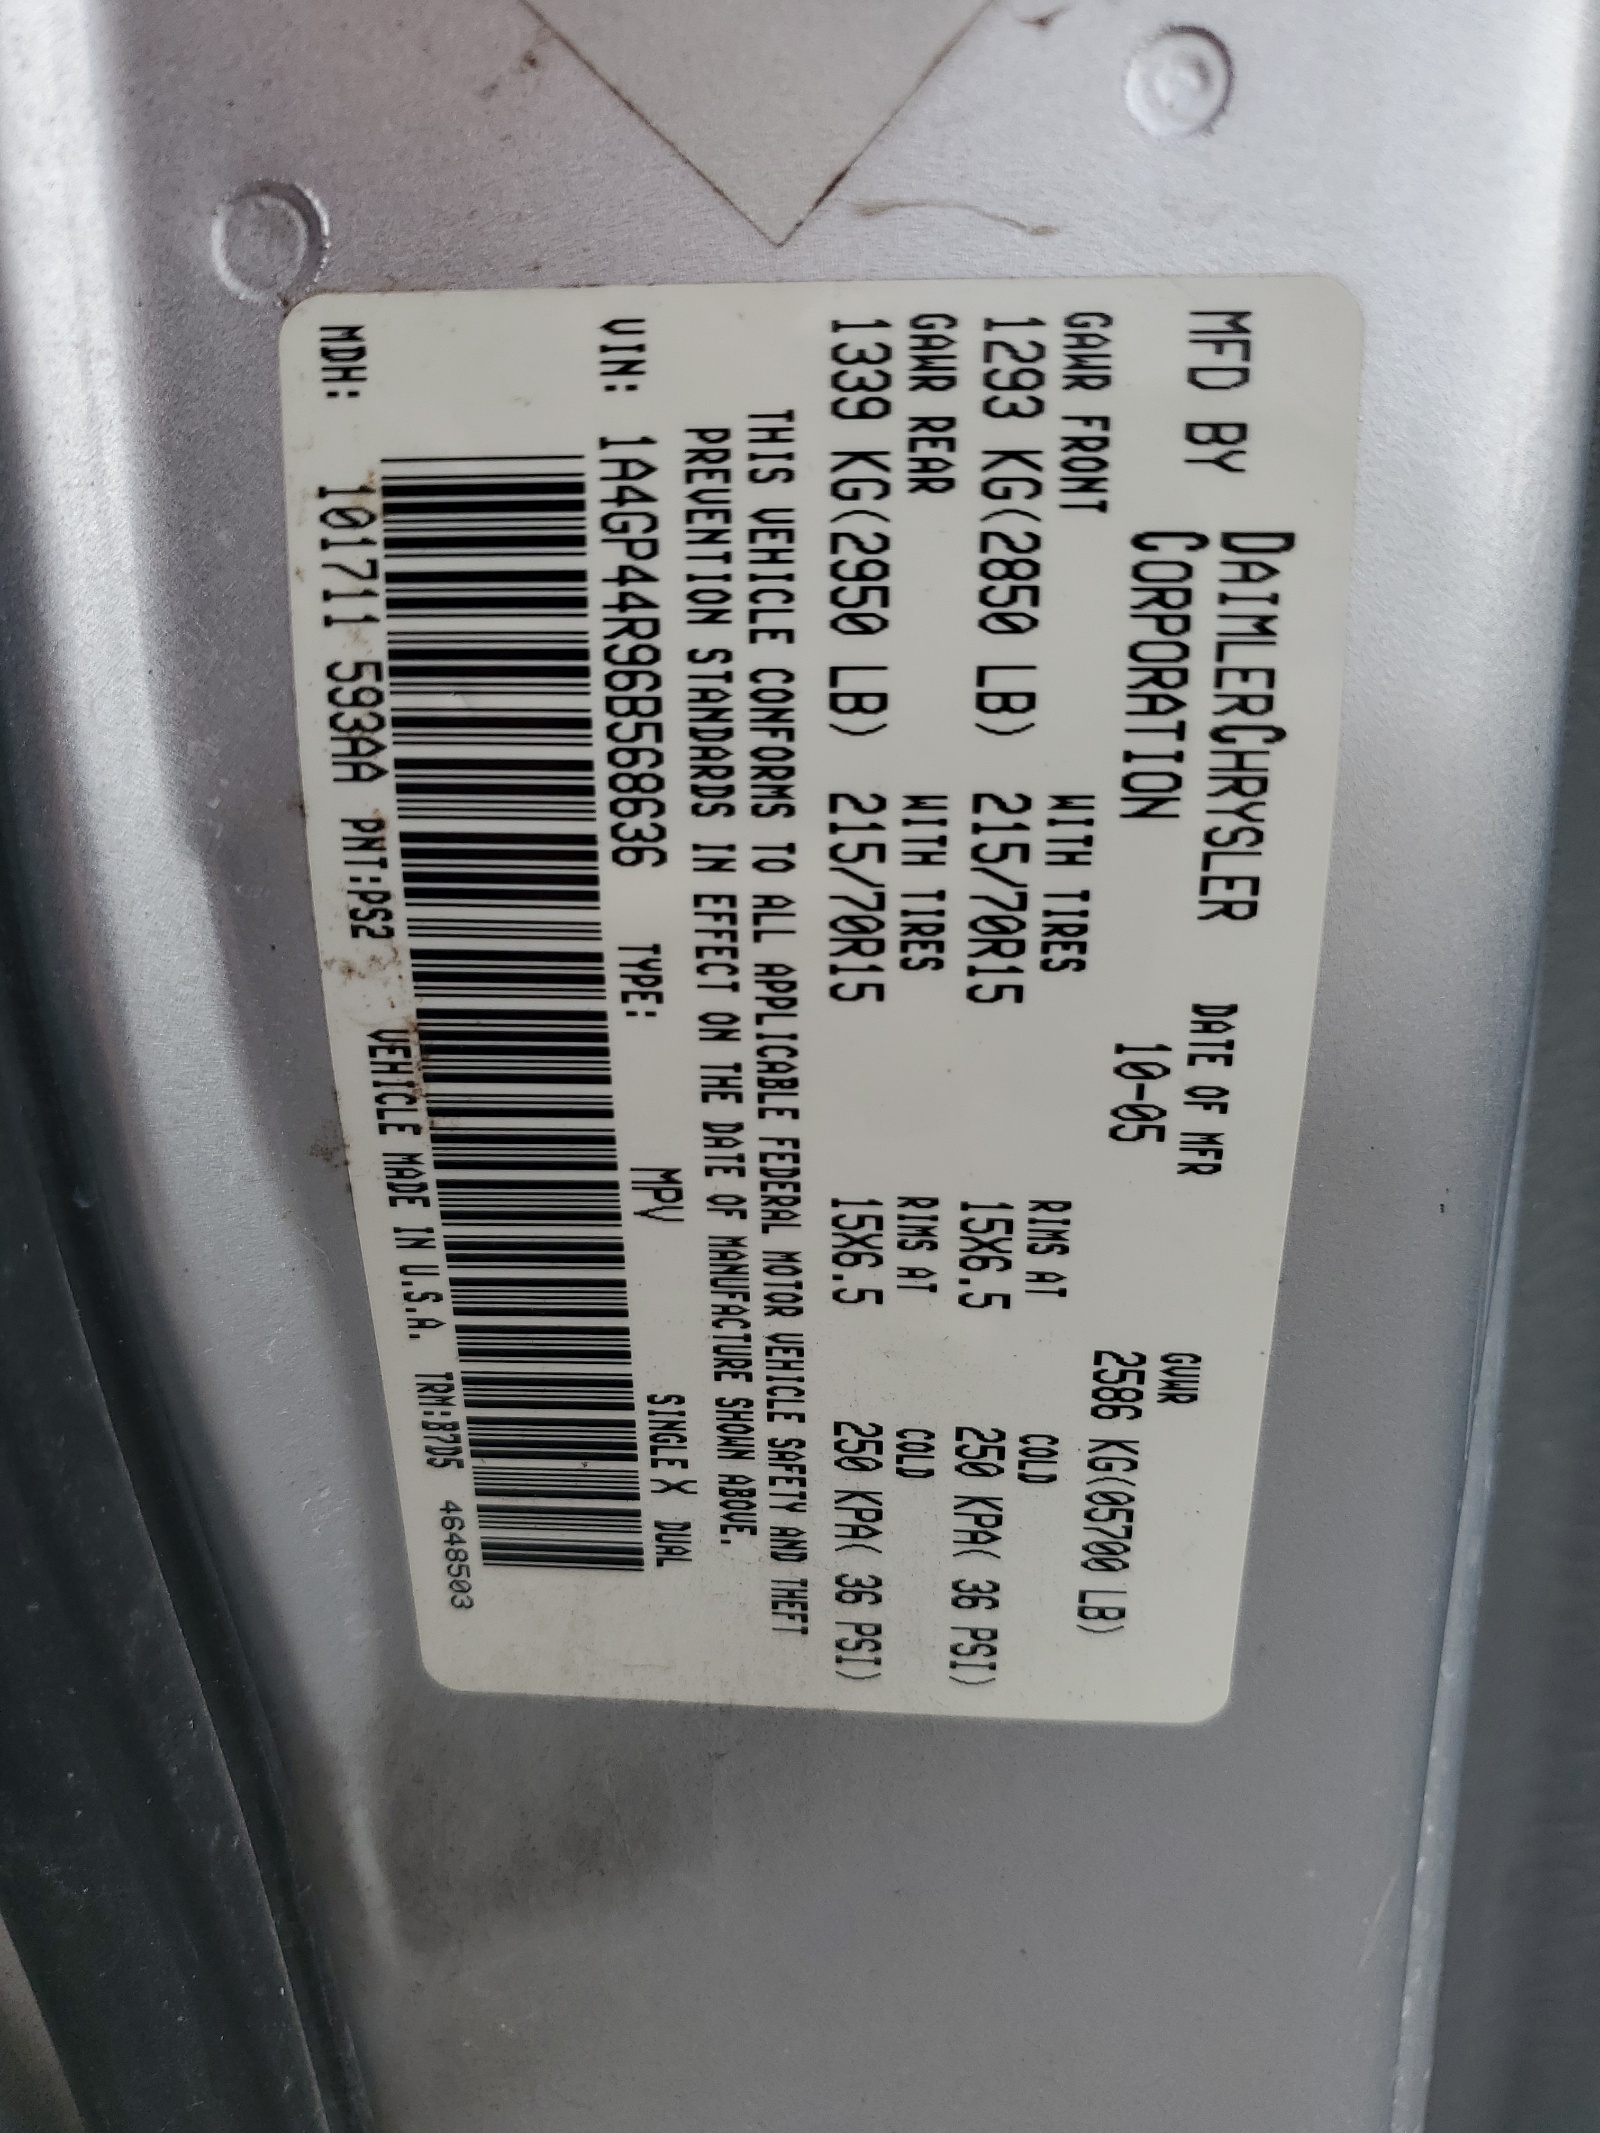 MFD BY DAIMLERCHRYSLER CORPORATION DATE OF MFR 10-05 GVWR 2586 KG(05700 LB)
GAWR FRONT WITH TIRES RIMS AT COLD
1293 KG(2850 LB) 215/70R15 15X6.5 250 KPA( 36 PSI)
GAWR REAR WITH TIRES RIMS AT COLD
1339 KG(2950 LB) 215/70R15 15X6.5 250 KPA( 36 PSI)
THIS VEHICLE CONFORMS TO ALL APPLICABLE FEDERAL MOTOR VEHICLE SAFETY AND THEFT
PREVENTION STANDARDS IN EFFECT ON THE DATE OF MANUFACTURE SHOWN ABOVE.
VIN: 1A4GP44R96B568636 TYPE: MPV SINGLE X DUAL
MDH: 101711 593AA PNT:PS2 VEHICLE MADE IN U.S.A. TRM:B7D5 4648503